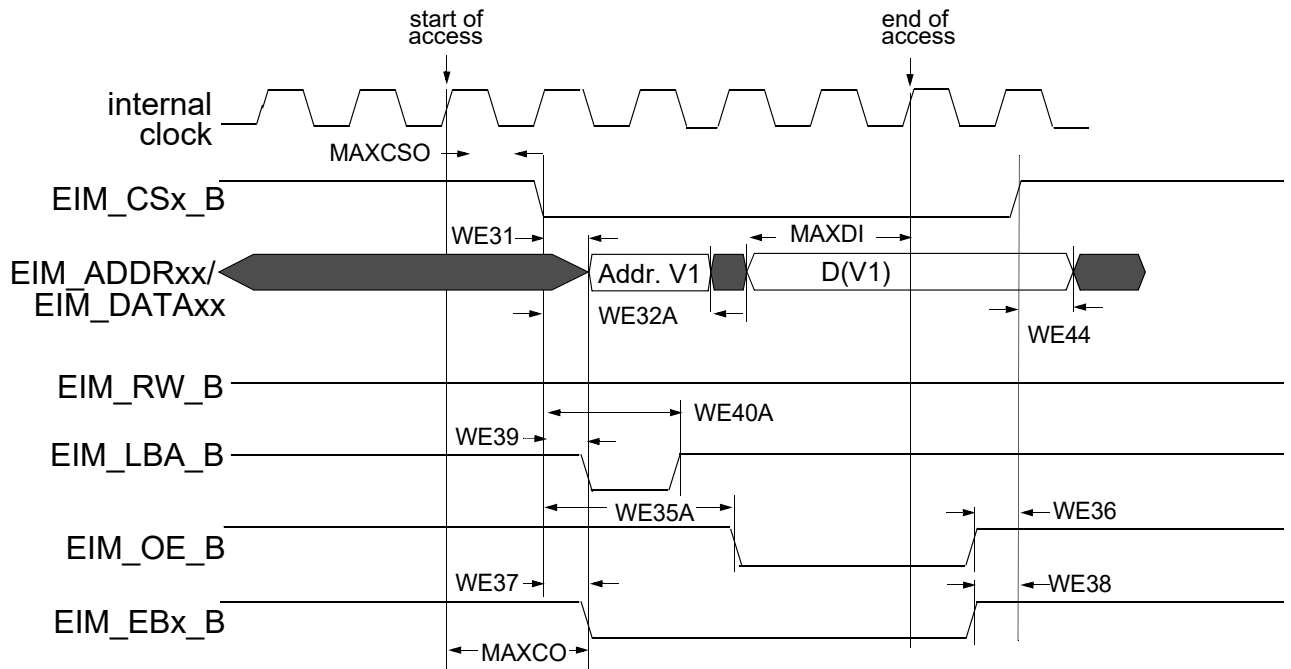 start of
access
end of
access
internal
clock
MAXCSO
EIM_CSx_B
WE31
MAXDI
EIM_ADDRxx/
EIM_DATAxx
Addr. V1
D(V1)
WE32A
WE44
EIM_RW_B
WE40A
WE39
EIM_LBA_B
WE35A
WE36
EIM_OE_B
WE37
WE38
EIM_EBx_B
MAXCO